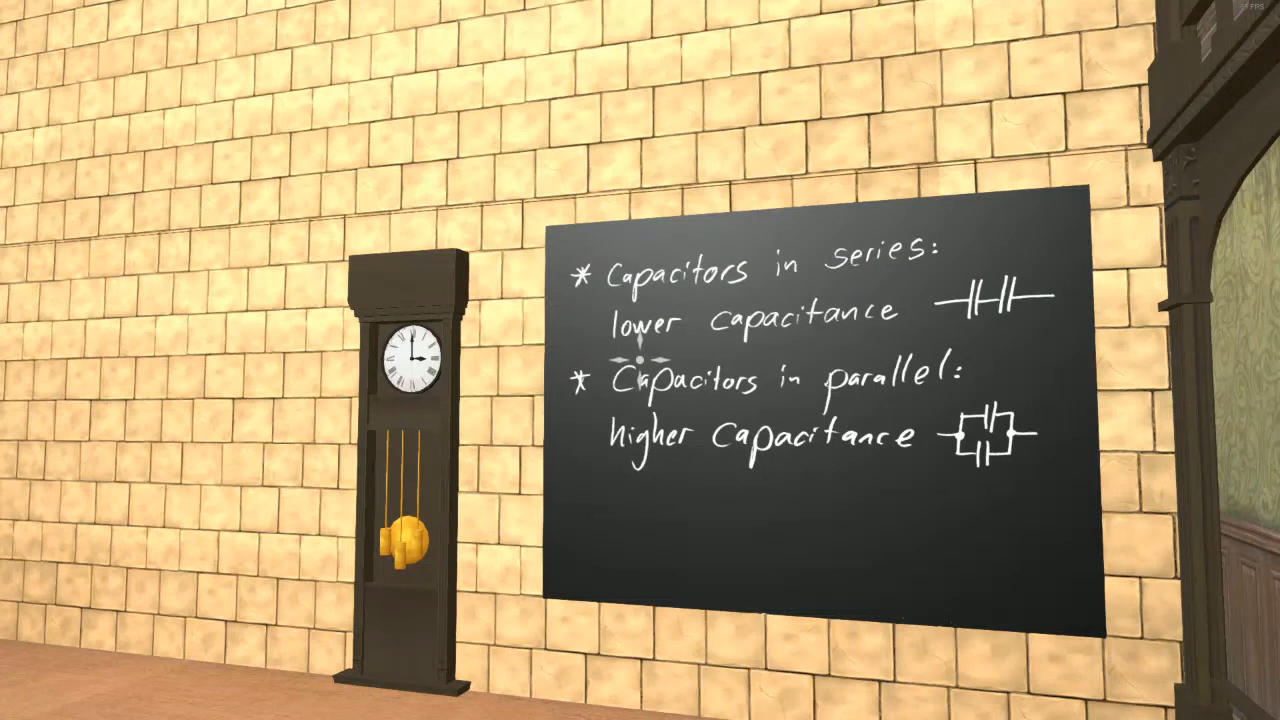 * Capacitors in series:
lower capacitance
* Capacitors in parallel:
higher capacitance